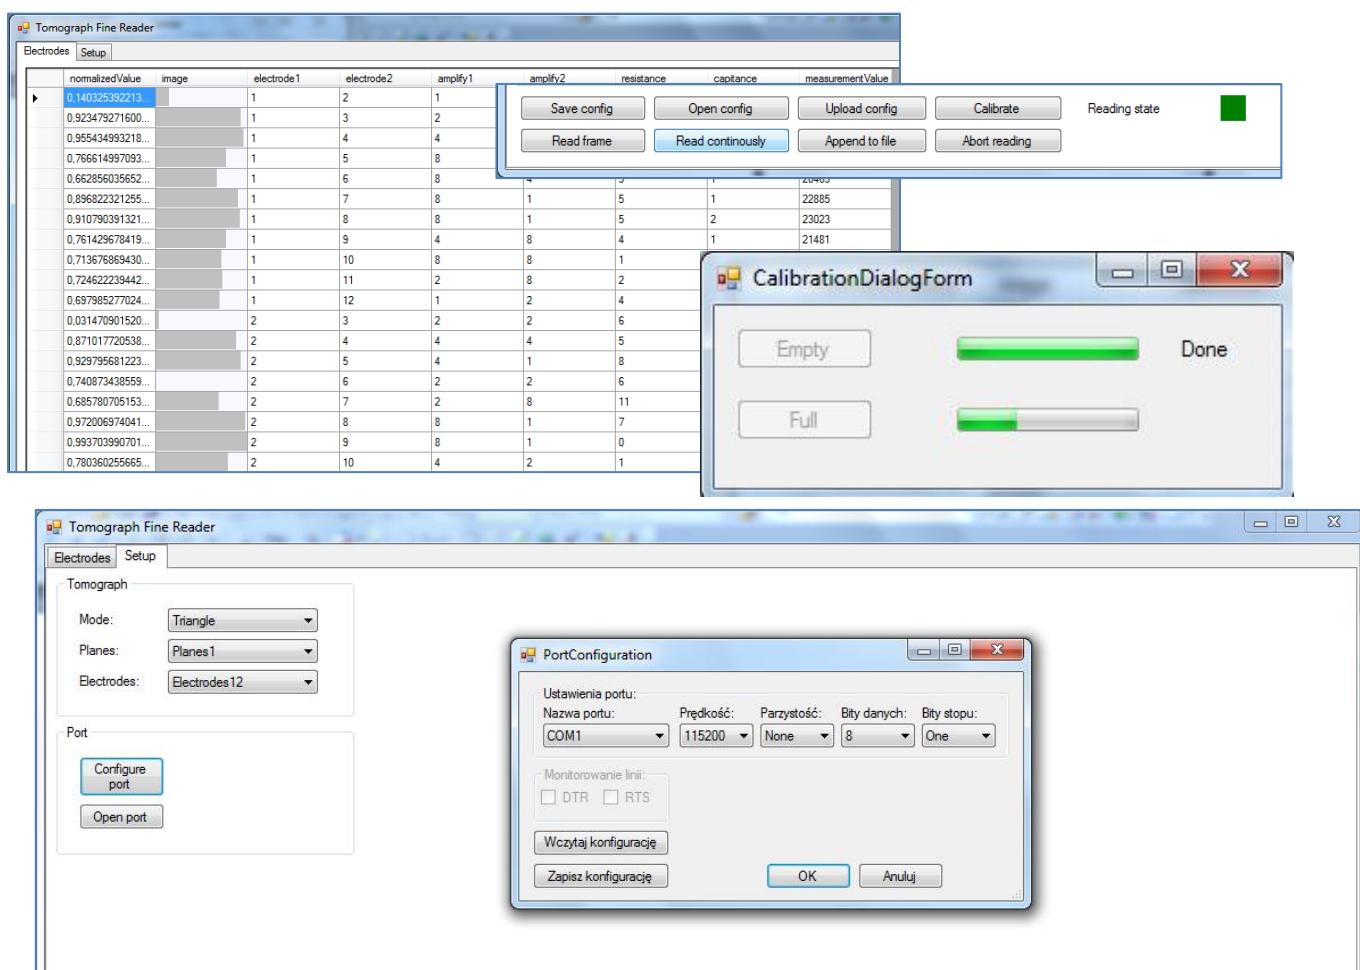 Tomograph Fine Reader
Electrodes Setup
normalizedValue image electrode1 electrode2 amplify1 amplify2 resistance capitance measurementValue
0,140325392213... 1 2 1
0,923479271600... 1 3 2
0,955434993218... 1 4 4
0,766614997093... 1 5 8
0,662856035652... 1 6 8
0,896822321255... 1 7 8 1 5 1 22885
0,910790391321... 1 8 8 1 5 2 23023
0,761429678419... 1 9 4 8 4 1 21481
0,713676869430... 1 10 8 8 1
0,724622239442... 1 11 2 8 2
0,697985277024... 1 12 1 2 4
0,031470901520... 2 3 2 2 6
0,871017720538... 2 4 4 4 5
0,929795681223... 2 5 4 1 8
0,740873438559... 2 6 2 2 6
0,685780705153... 2 7 2 8 11
0,972006974041... 2 8 8 1 7
0,993703990701... 2 9 8 1 0
0,780360255665... 2 10 4 2 1
Save config Open config Upload config Calibrate Reading state
Read frame Read continously Append to file Abort reading
CalibrationDialogForm
Empty Done
Full
Tomograph Fine Reader
Electrodes Setup
Tomograph
Mode: Triangle
Planes: Planes1
Electrodes: Electrodes12
Port
Configure
port
Open port
PortConfiguration
Ustawienia portu:
Nazwa portu: Prędkość: Parzystość: Bity danych: Bity stopu:
COM1 115200 None 8 One
Monitorowanie linii:
DTR RTS
Wczytaj konfigurację
Zapisz konfigurację OK Anuluj